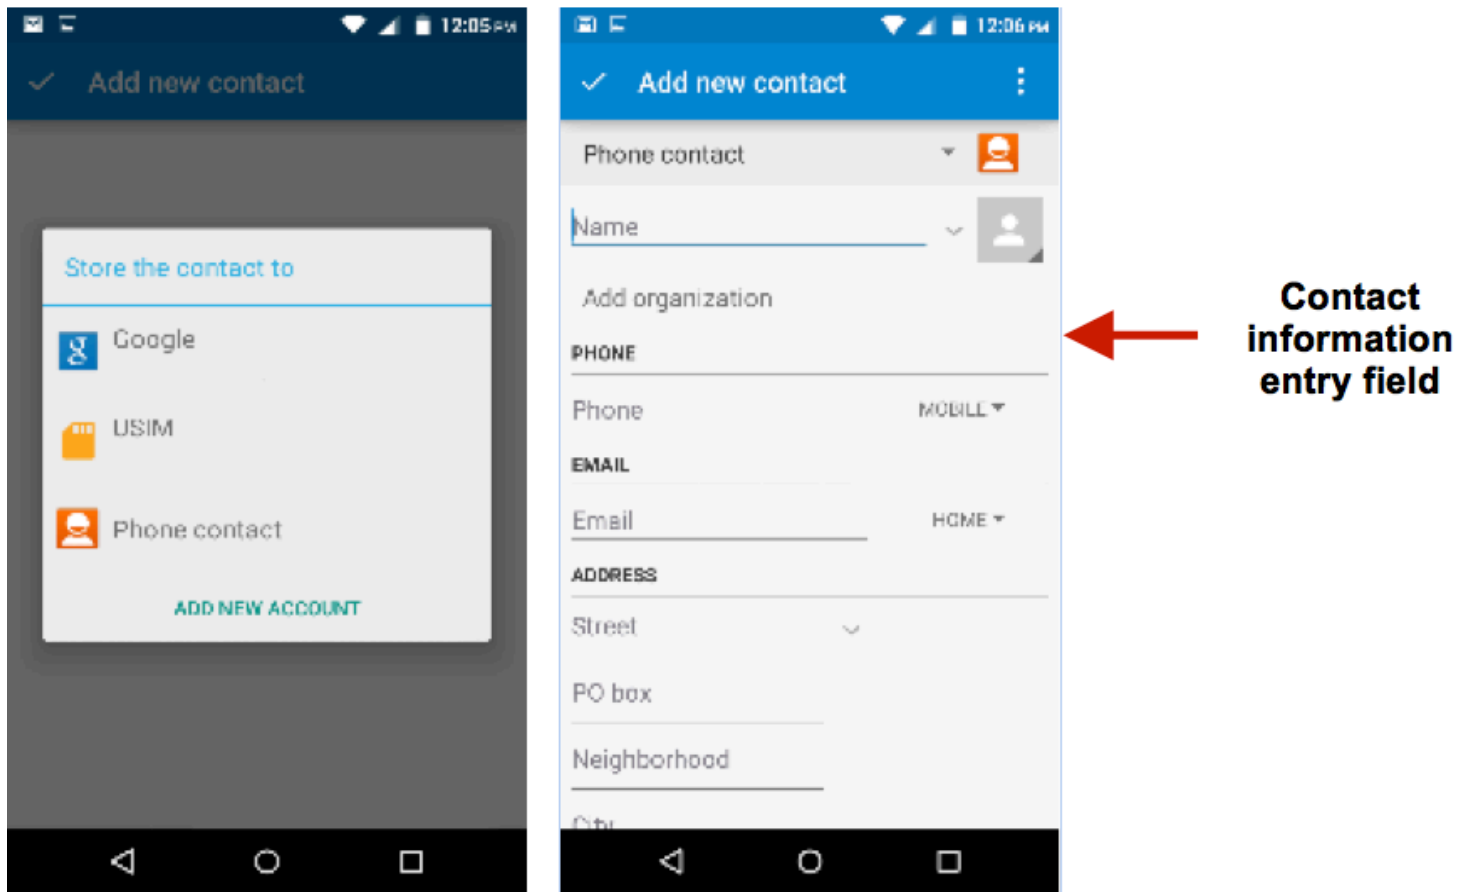 12:05 PM
Add new contact
Store the contact to
Google
USIM
Phone contact
ADD NEW ACCOUNT
12:06 PM
Add new contact
Phone contact
Name
Add organization
PHONE
Phone MOBILE
EMAIL
Email HOME
ADDRESS
Street
PO box
Neighborhood
City
Contact
information
entry field